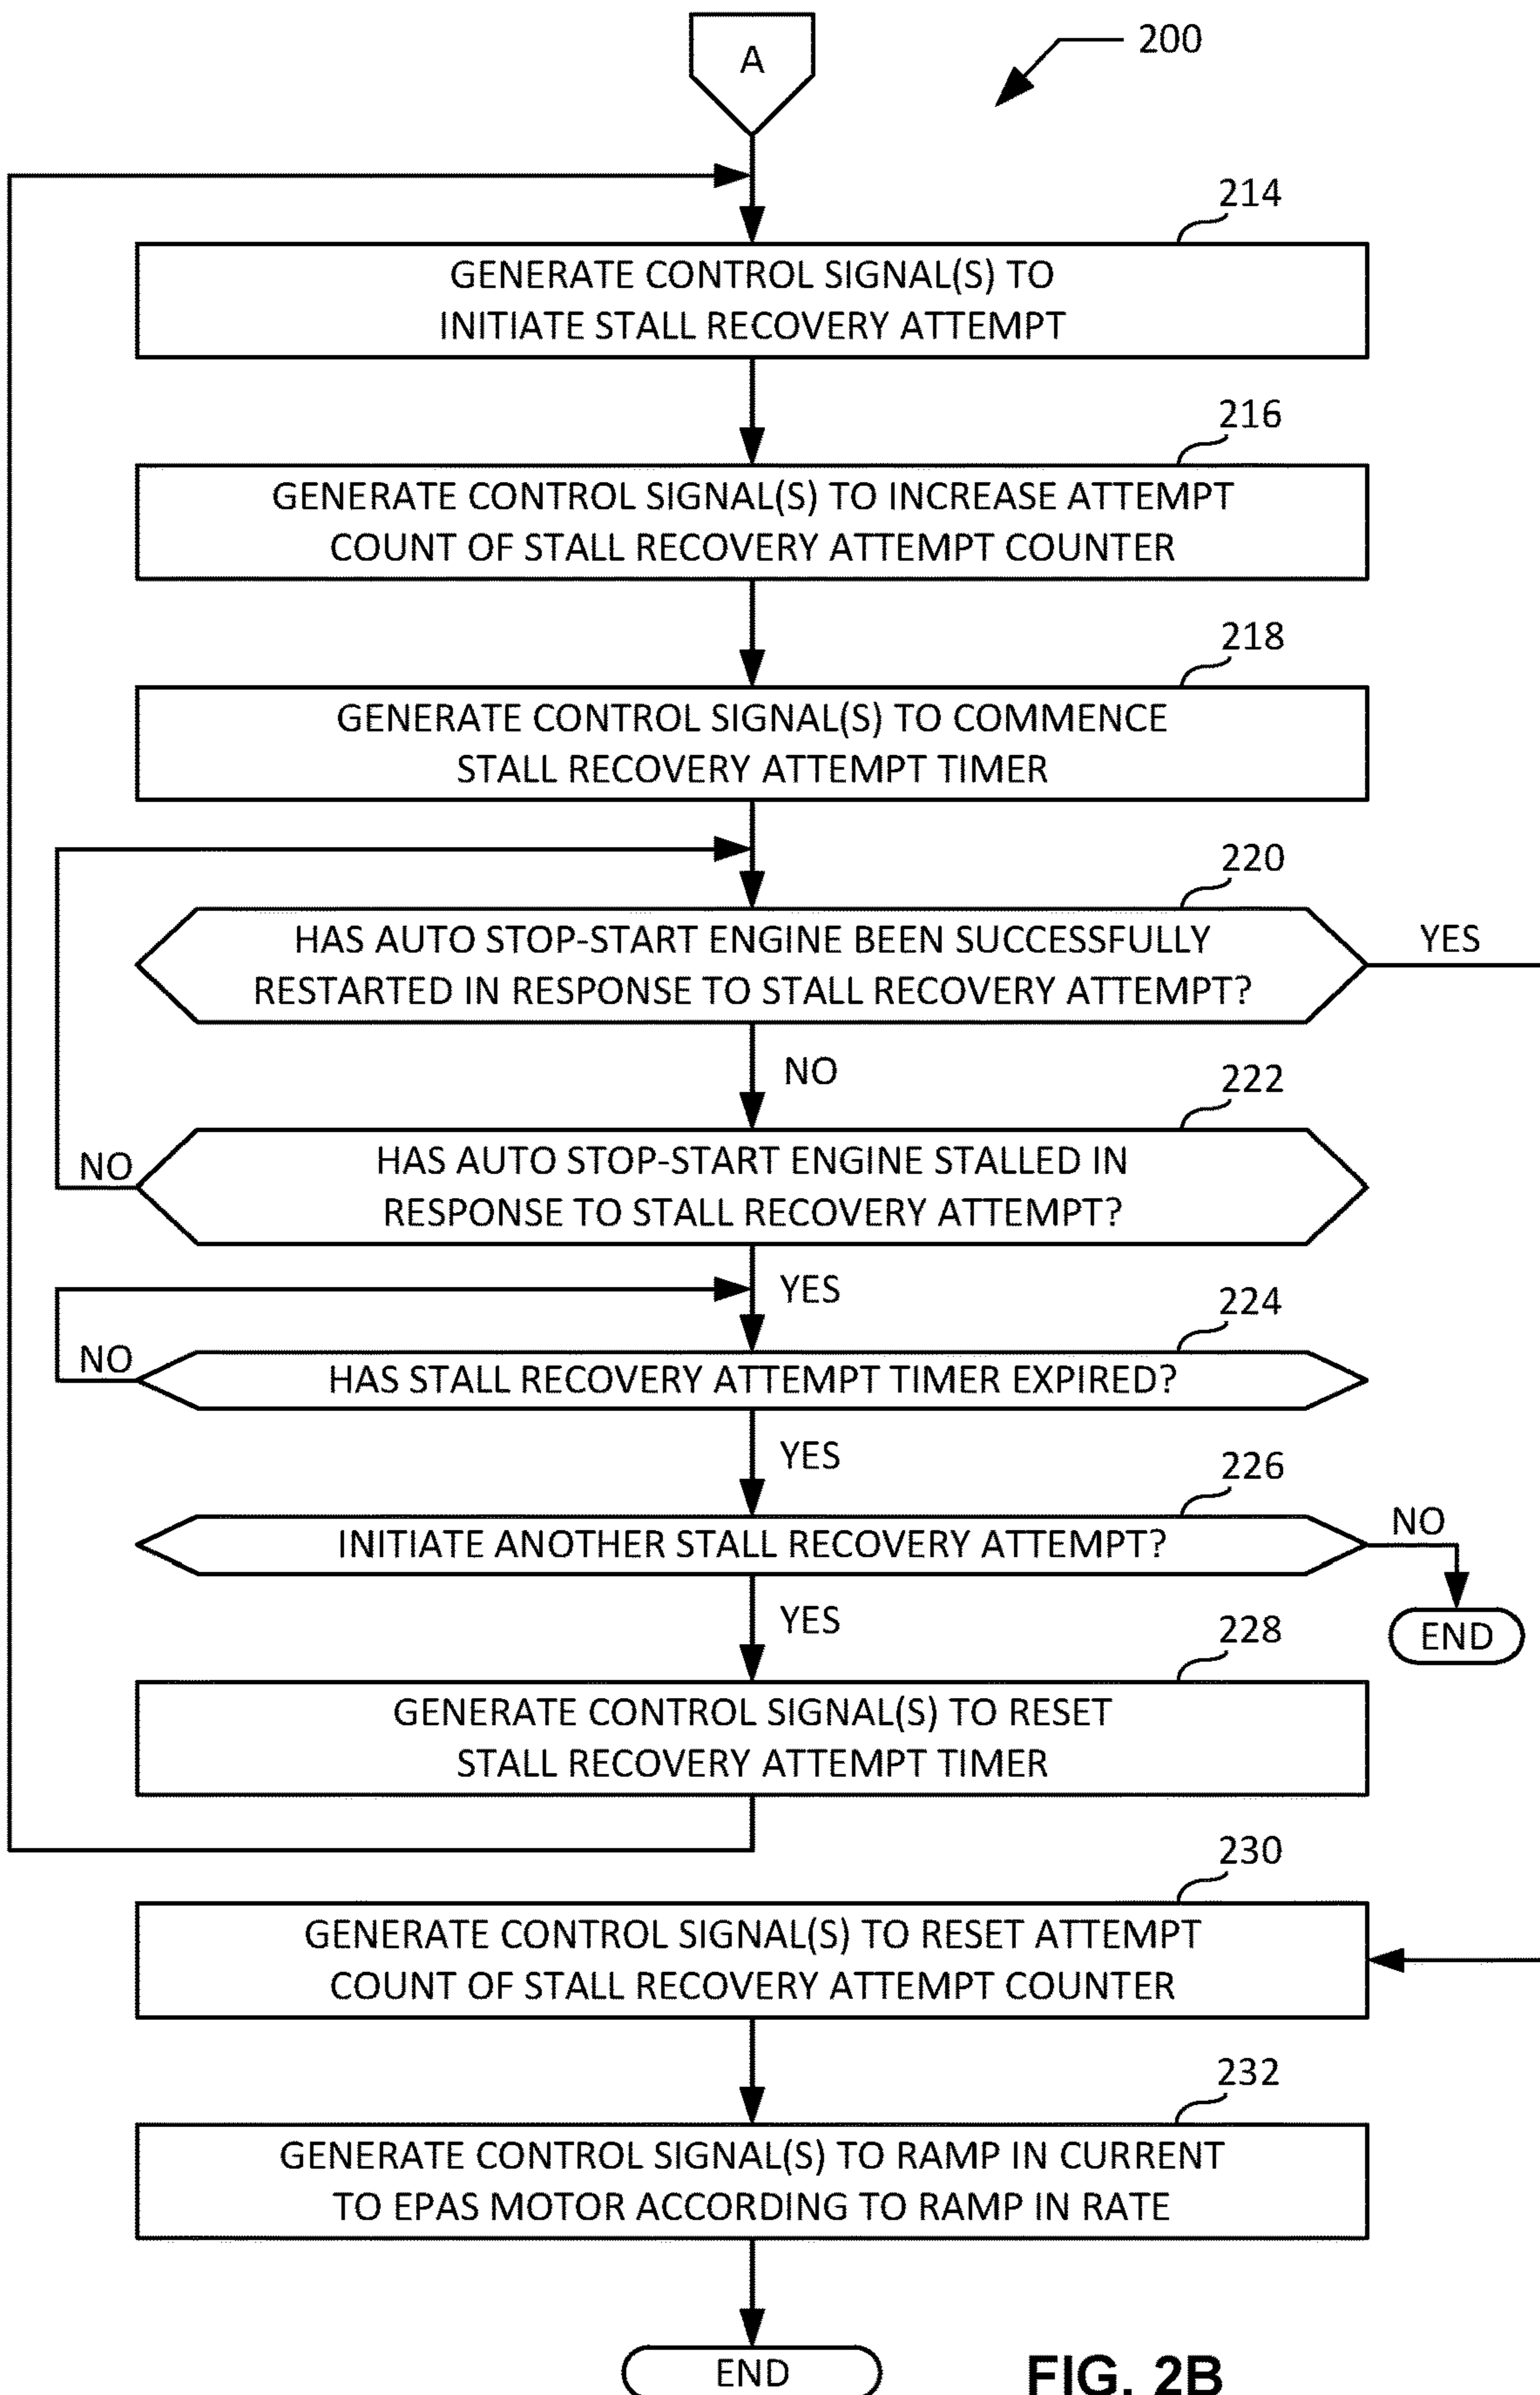 A
200
214
GENERATE CONTROL SIGNAL(S) TO
INITIATE STALL RECOVERY ATTEMPT
216
GENERATE CONTROL SIGNAL(S) TO INCREASE ATTEMPT
COUNT OF STALL RECOVERY ATTEMPT COUNTER
218
GENERATE CONTROL SIGNAL(S) TO COMMENCE
STALL RECOVERY ATTEMPT TIMER
220
HAS AUTO STOP-START ENGINE BEEN SUCCESSFULLY
RESTARTED IN RESPONSE TO STALL RECOVERY ATTEMPT?
YES
NO
222
HAS AUTO STOP-START ENGINE STALLED IN
RESPONSE TO STALL RECOVERY ATTEMPT?
NO
YES
224
HAS STALL RECOVERY ATTEMPT TIMER EXPIRED?
NO
YES
226
INITIATE ANOTHER STALL RECOVERY ATTEMPT?
NO
END
YES
228
GENERATE CONTROL SIGNAL(S) TO RESET
STALL RECOVERY ATTEMPT TIMER
230
GENERATE CONTROL SIGNAL(S) TO RESET ATTEMPT
COUNT OF STALL RECOVERY ATTEMPT COUNTER
232
GENERATE CONTROL SIGNAL(S) TO RAMP IN CURRENT
TO EPAS MOTOR ACCORDING TO RAMP IN RATE
END
FIG. 2B